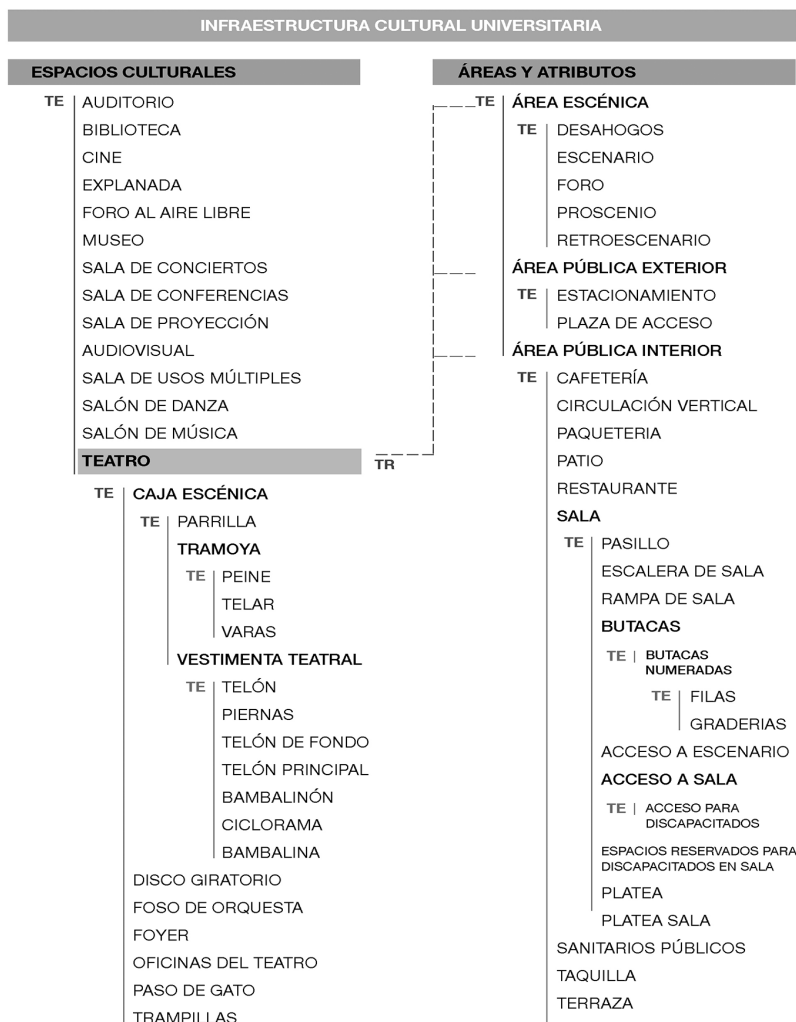 INFRAESTRUCTURA CULTURAL UNIVERSITARIA
ESPACIOS CULTURALES
TE AUDITORIO
BIBLIOTECA
CINE
EXPLANADA
FORO AL AIRE LIBRE
MUSEO
SALA DE CONCIERTOS
SALA DE CONFERENCIAS
SALA DE PROYECCIÓN
AUDIOVISUAL
SALA DE USOS MÚLTIPLES
SALÓN DE DANZA
SALÓN DE MÚSICA
TEATRO
TR
TE CAJA ESCÉNICA
TE PARRILLA
TRAMOYA
TE PEINE
TELAR
VARAS
VESTIMENTA TEATRAL
TE TELÓN
PIERNAS
TELÓN DE FONDO
TELÓN PRINCIPAL
BAMBALINÓN
CICLORAMA
BAMBALINA
DISCO GIRATORIO
FOSO DE ORQUESTA
FOYER
OFICINAS DEL TEATRO
PASO DE GATO
TRAMPILLAS
ÁREAS Y ATRIBUTOS
TE ÁREA ESCÉNICA
TE DESAHOGOS
ESCENARIO
FORO
PROSCENIO
RETROESCENARIO
ÁREA PÚBLICA EXTERIOR
TE ESTACIONAMIENTO
PLAZA DE ACCESO
ÁREA PÚBLICA INTERIOR
TE CAFETERÍA
CIRCULACIÓN VERTICAL
PAQUETERIA
PATIO
RESTAURANTE
SALA
TE PASILLO
ESCALERA DE SALA
RAMPA DE SALA
BUTACAS
TE BUTACAS
NUMERADAS
TE FILAS
GRADERIAS
ACCESO A ESCENARIO
ACCESO A SALA
TE ACCESO PARA
DISCAPACITADOS
ESPACIOS RESERVADOS PARA
DISCAPACITADOS EN SALA
PLATEA
PLATEA SALA
SANITARIOS PÚBLICOS
TAQUILLA
TERRAZA